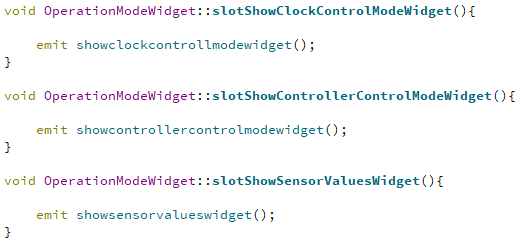 void OperationModeWidget::slotShowClockControlModeWidget(){
emit showclockcontrollmodewidget();
}
void OperationModeWidget::slotShowControllerControlModeWidget(){
emit showcontrollercontrolmodewidget();
}
void OperationModeWidget::slotShowSensorValuesWidget(){
emit showsensorvalueswidget();
}